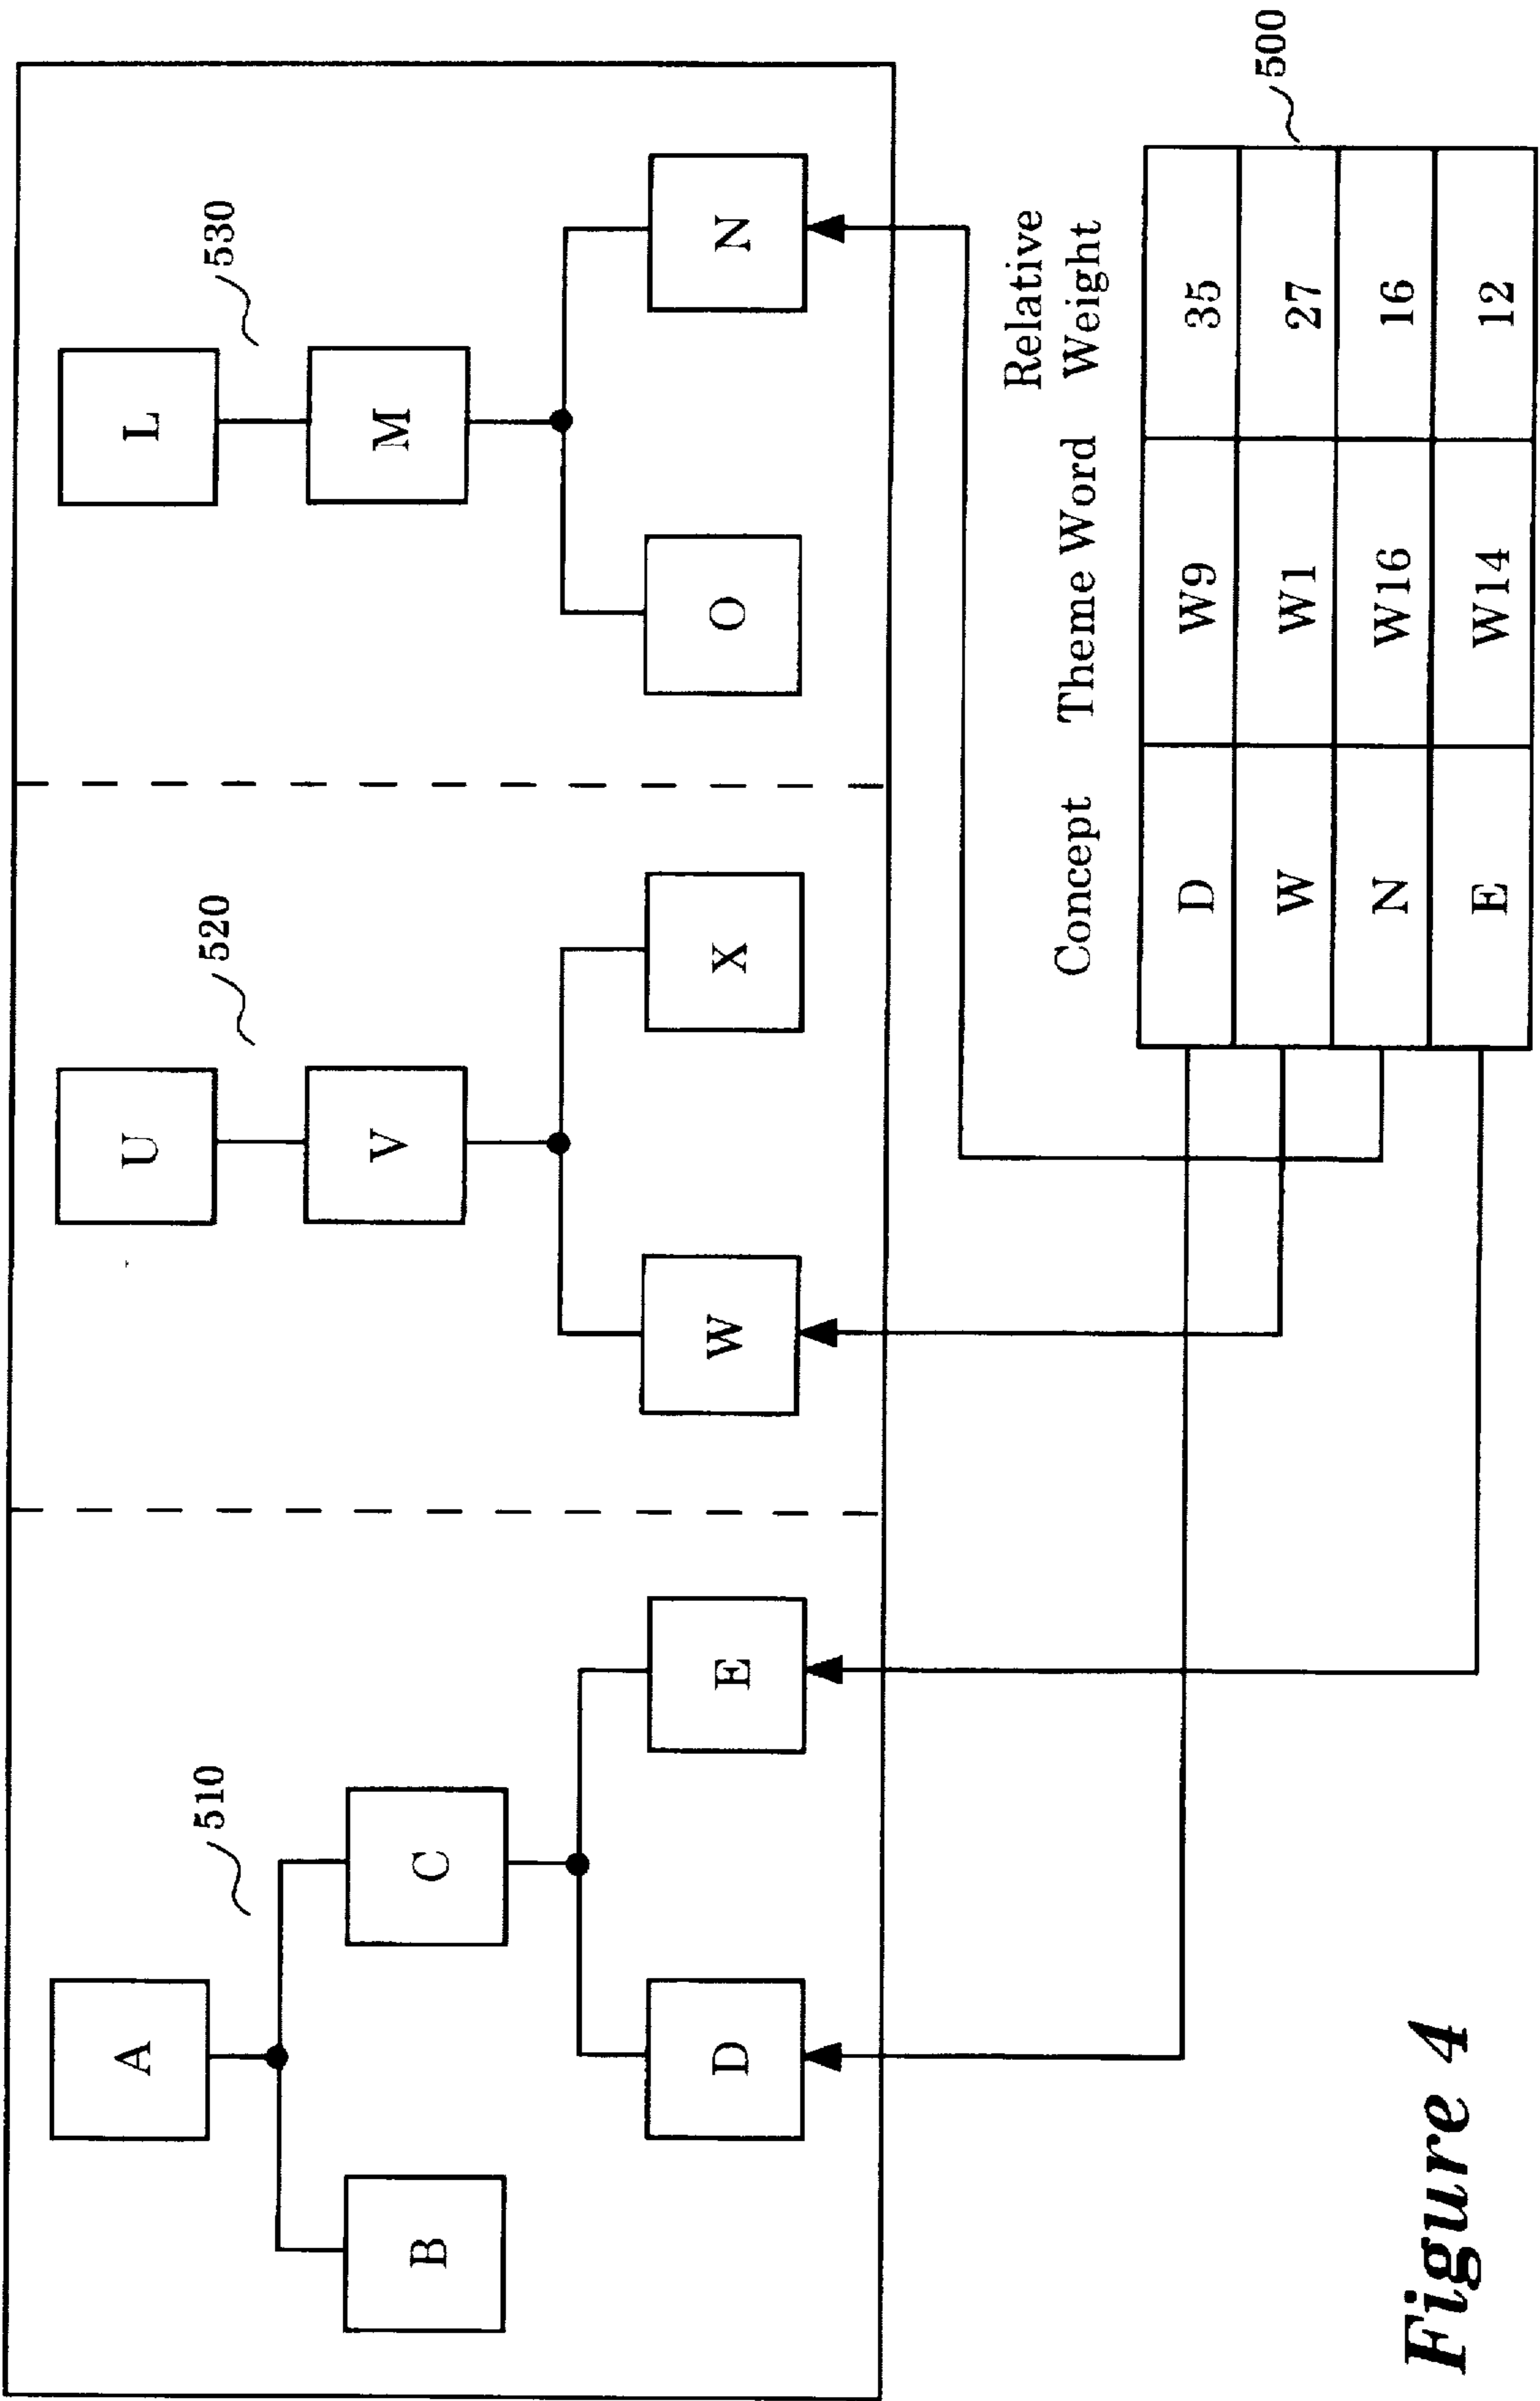 510
520
530
A
U
L
B
C
V
M
D
E
W
X
O
N
Relative
Concept Theme Word Weight
D W9 35
W W1 27
N W16 16
E W14 12
500
Figure 4